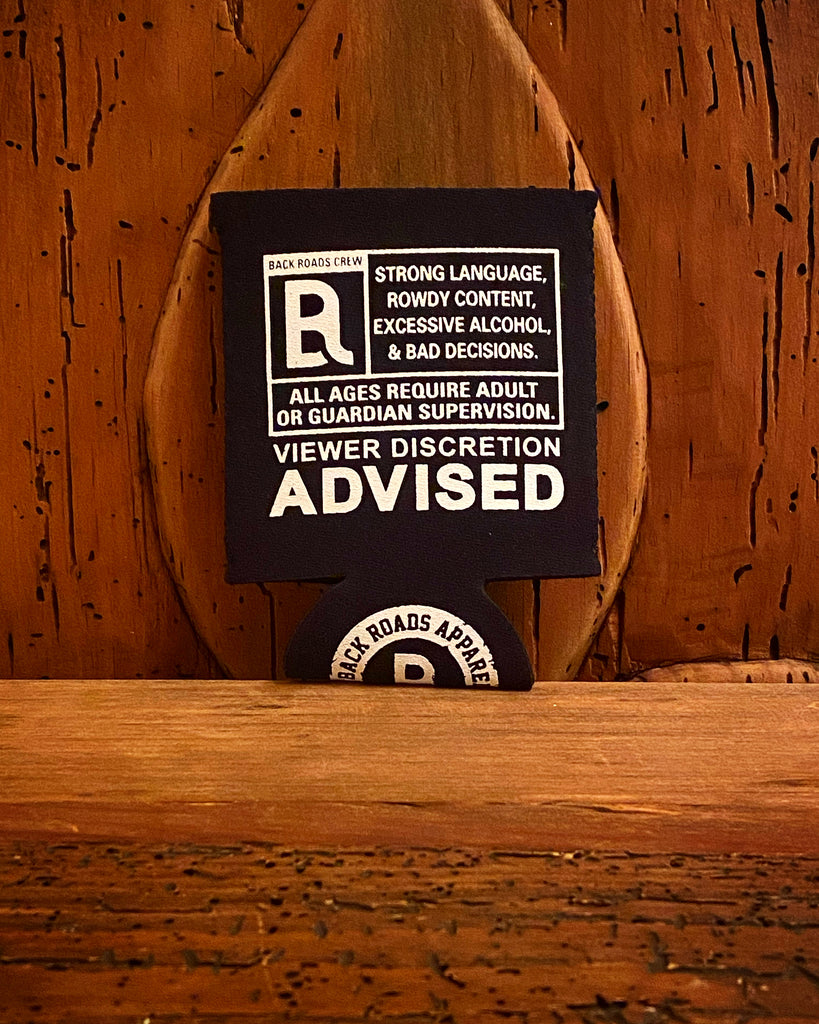 BACK ROADS CREW
R
STRONG LANGUAGE,
ROWDY CONTENT,
EXCESSIVE ALCOHOL,
& BAD DECISIONS.
ALL AGES REQUIRE ADULT
OR GUARDIAN SUPERVISION.
VIEWER DISCRETION
ADVISED
BACK ROADS APPARE
R